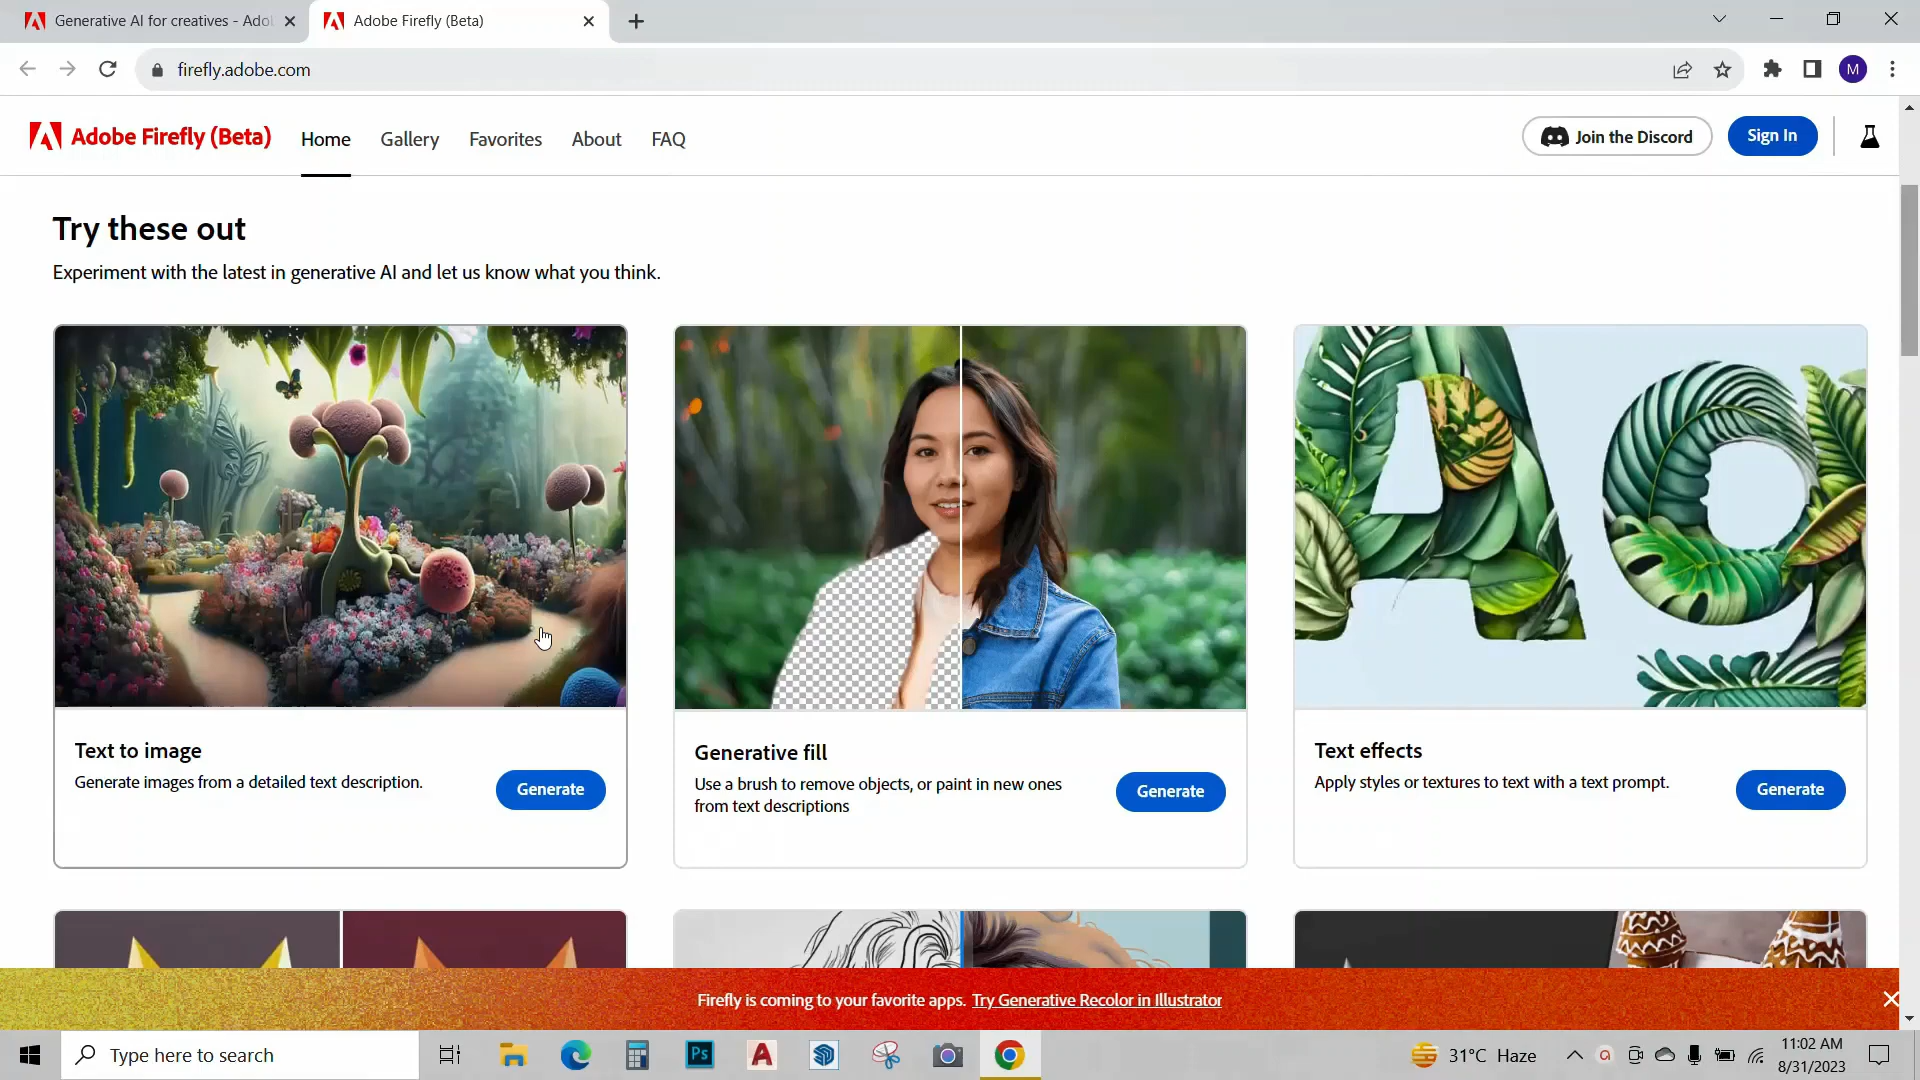 Generative AI for creatives - Ado
Adobe Firefly (Beta)
firefly.adobe.com
M
Adobe Firefly (Beta)
Home
Gallery
Favorites
About
FAQ
Join the Discord
Sign In
Try these out
Experiment with the latest in generative AI and let us know what you think.
Ag
Text to image
Generate images from a detailed text description.
Generate
Generative fill
Use a brush to remove objects, or paint in new ones
from text descriptions
Generate
Text effects
Apply styles or textures to text with a text prompt.
Generate
Firefly is coming to your favorite apps. Try Generative Recolor in Illustrator
Type here to search
Ps
A
31°C Haze
11:02 AM
8/31/2023